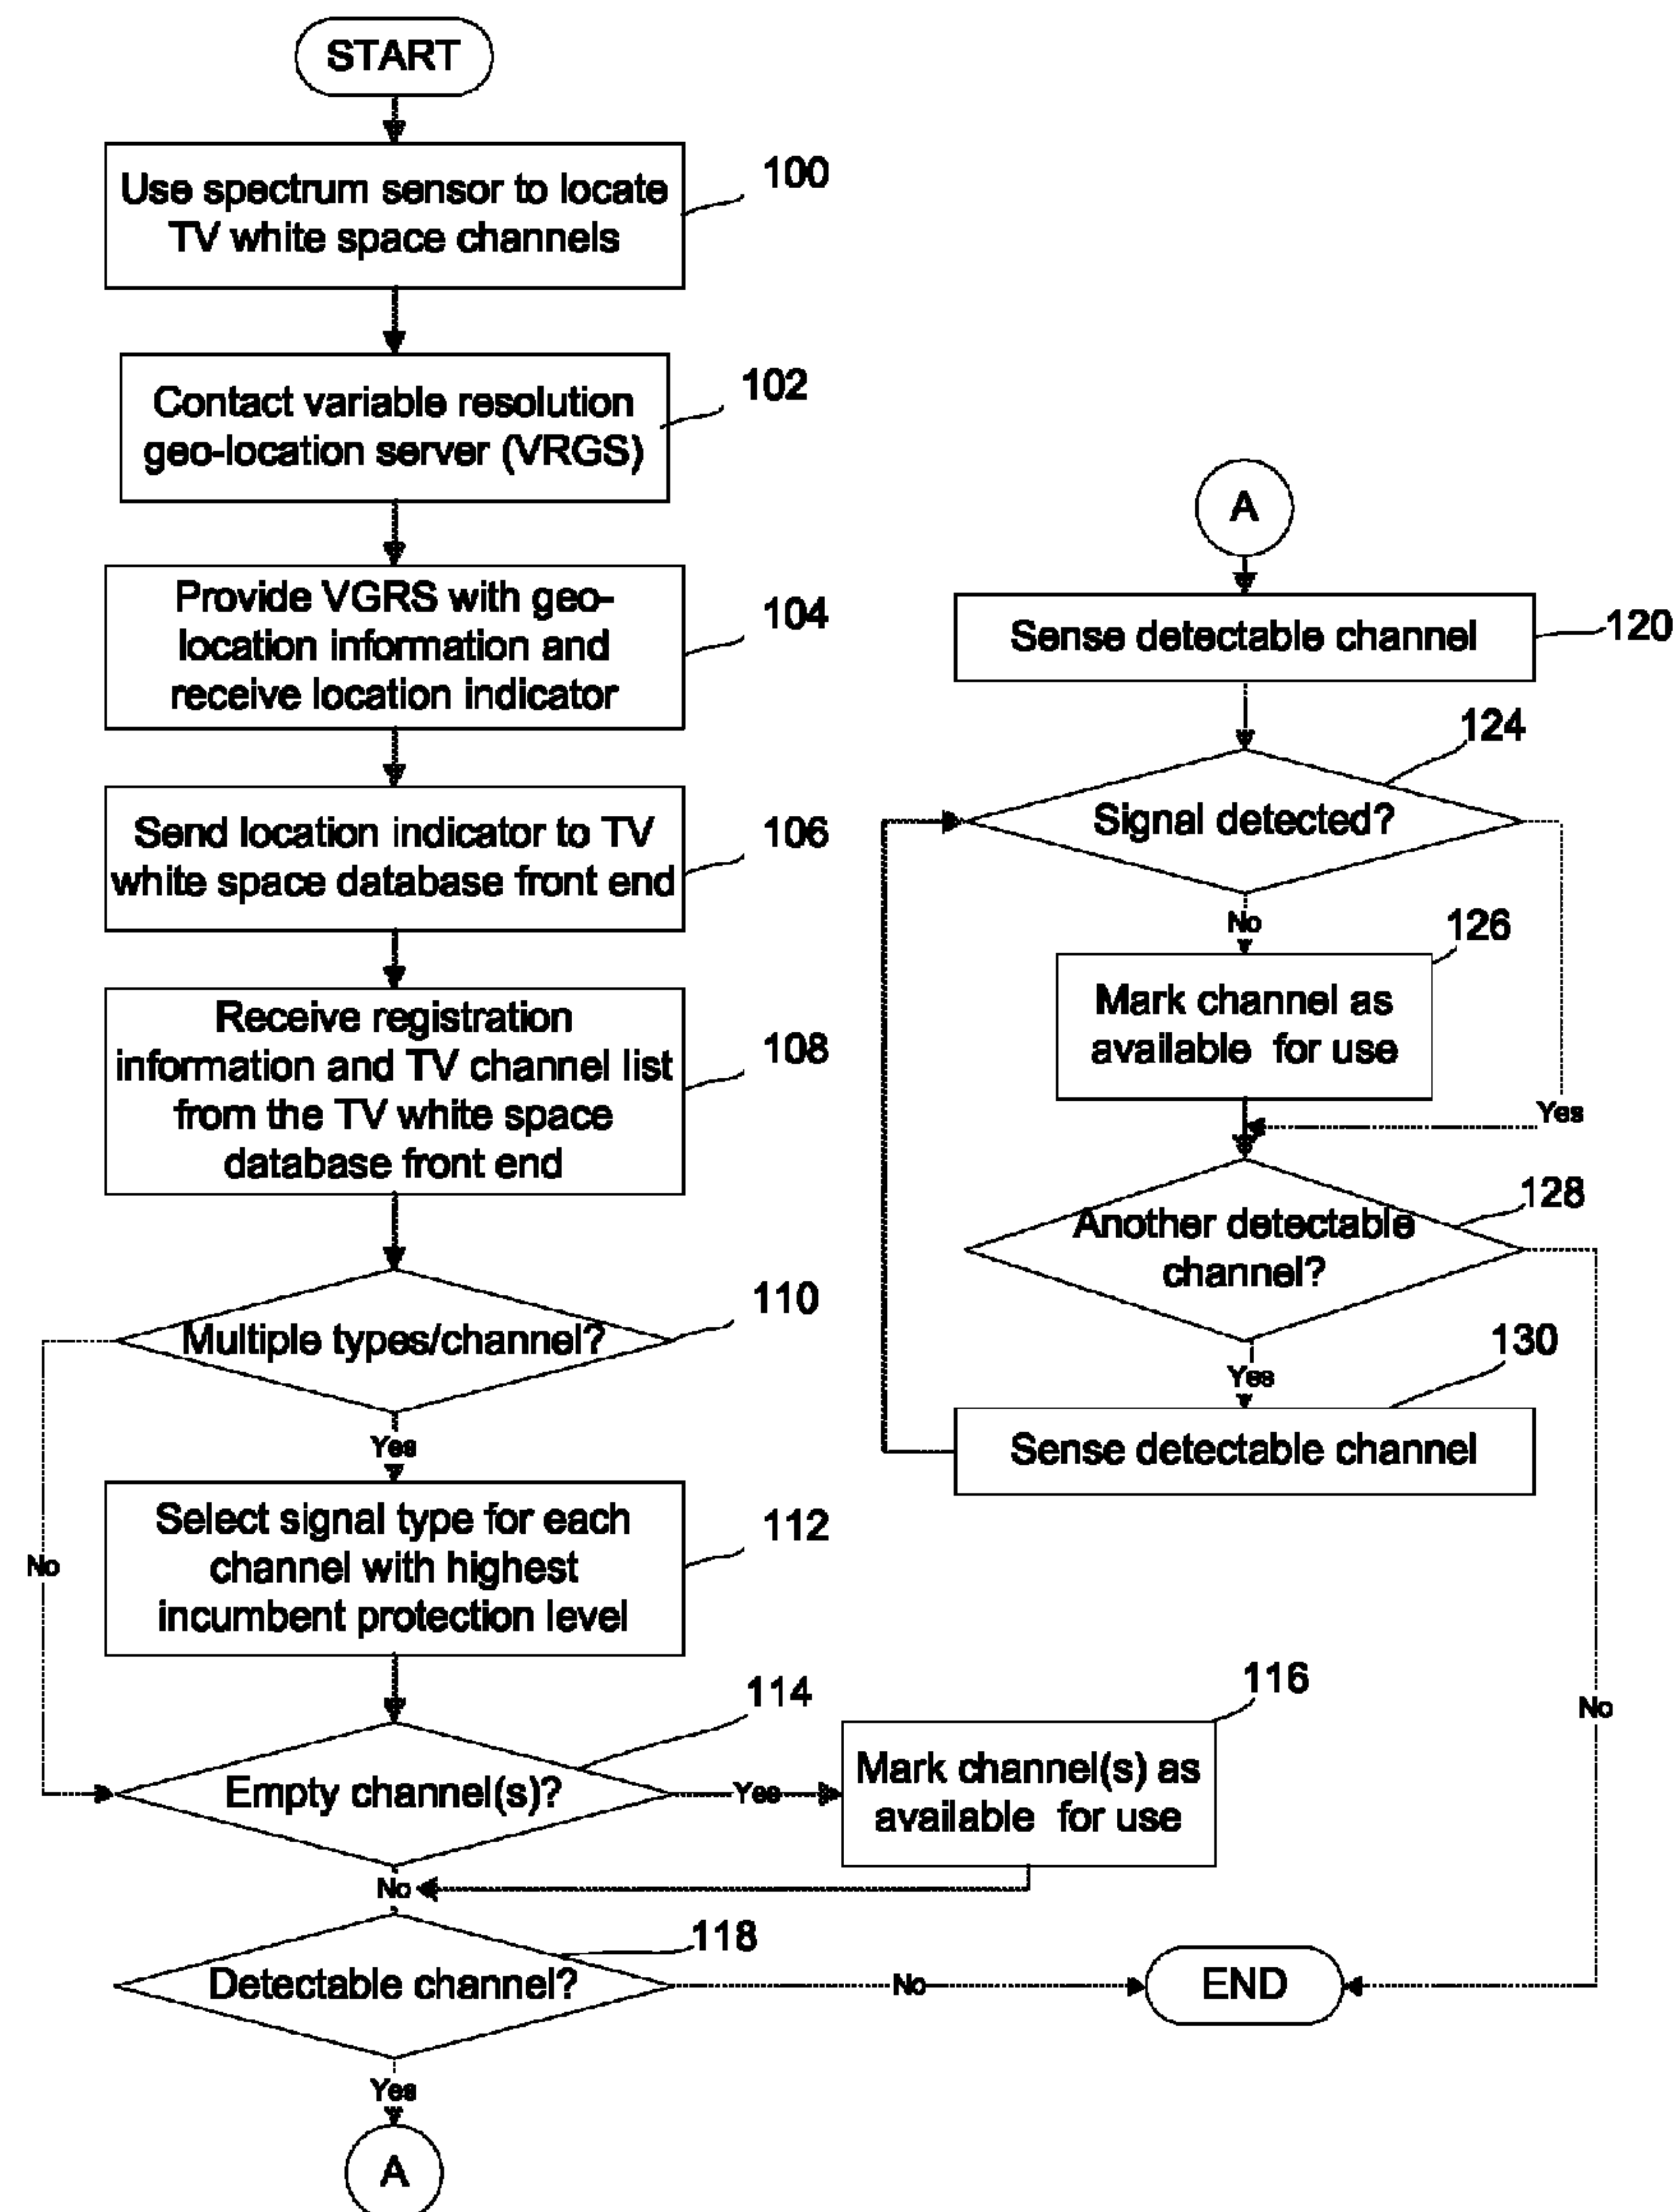 START
Use spectrum sensor to locate
TV white space channels
100
Contact variable resolution
geo-location server (VRGS)
102
Provide VGRS with geo-
location information and
receive location indicator
104
Send location indicator to TV
white space database front end
106
Receive registration
information and TV channel list
from the TV white space
database front end
108
Multiple types/channel?
110
No
Yes
Select signal type for each
channel with highest
incumbent protection level
112
Empty channel(s)?
114
Yes
Mark channel(s) as
available for use
116
No
Detectable channel?
118
No
END
Yes
A
A
Sense detectable channel
120
Signal detected?
124
No
Mark channel as
available for use
126
Yes
Another detectable
channel?
128
Yes
Sense detectable channel
130
No